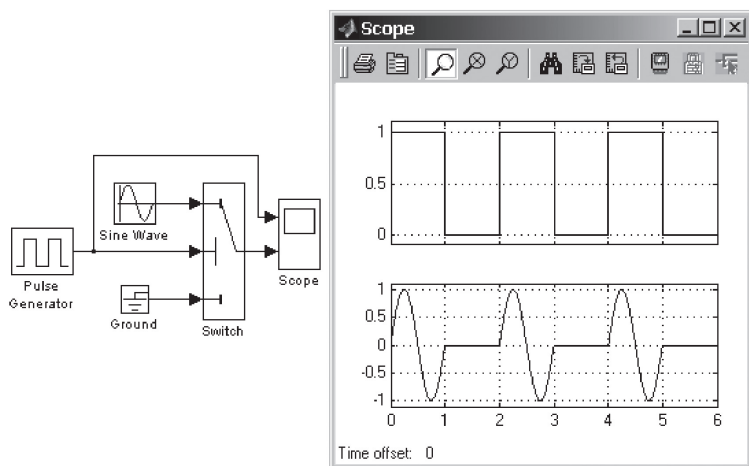 Sine Wave
Pulse
Generator
Ground
Switch
Scope
Scope
1
0.5
0
1
0.5
0
-0.5
-1
0 1 2 3 4 5 6
Time offset: 0